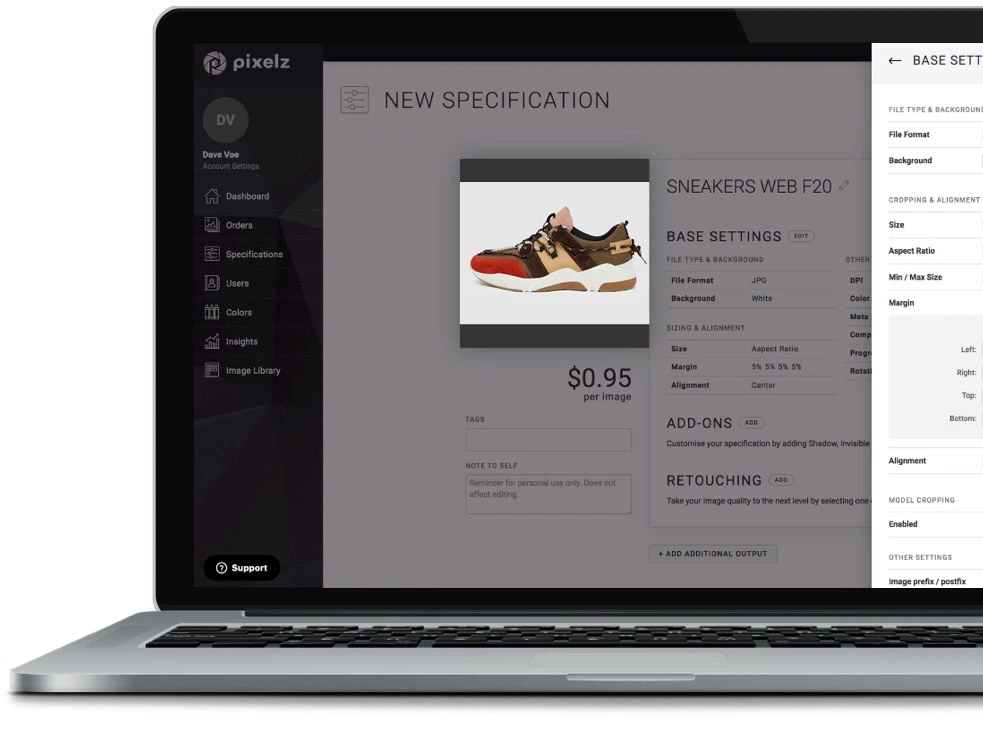 pixelz
DV
Dave Voe
Account Settings
Dashboard
Orders
Specifications
Users
Colors
Insights
Image Library
Support
NEW SPECIFICATION
$0.95
per image
TAGS
NOTE TO SELF
Reminder for personal use only. Does not
affect editing.
SNEAKERS WEB F20
BASE SETTINGS EDIT
FILE TYPE & BACKGROUND
File Format JPG
Background White
SIZING & ALIGNMENT
Size Aspect Ratio
Margin 5% 5% 5% 5%
Alignment Center
OTHER
DPI
Color
Meta
Comp
Progr
Rotati
ADD-ONS ADD
Customise your specification by adding Shadow, Invisible
RETOUCHING ADD
Take your image quality to the next level by selecting one
+ ADD ADDITIONAL OUTPUT
← BASE SETT
FILE TYPE & BACKGROUND
File Format
Background
CROPPING & ALIGNMENT
Size
Aspect Ratio
Min / Max Size
Margin
Left:
Right:
Top:
Bottom:
Alignment
MODEL CROPPING
Enabled
OTHER SETTINGS
Image prefix / postfix